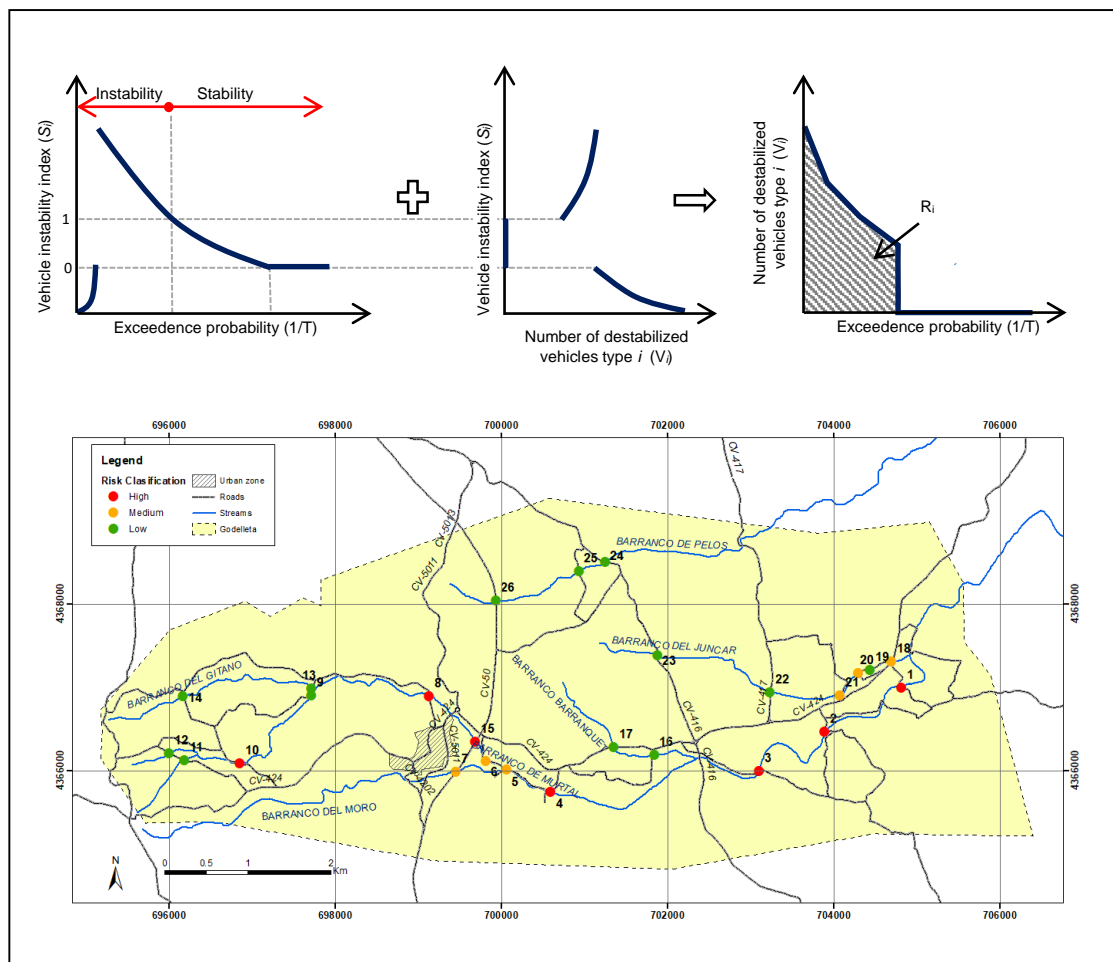 Instability
Stability
Vehicle instability index (Si)
1
0
Exceedence probability (1/T)
Vehicle instability index (Si)
Number of destabilized
vehicles type i (Vi)
Number of destabilized
vehicles type i (Vi)
Ri
Exceedence probability (1/T)
696000
698000
700000
702000
704000
706000
Legend
Risk Clasification
High
Medium
Low
Urban zone
Roads
Streams
Godelleta
CV-417
CV-5013
CV-5011
BARRANCO DE PELOS
25
24
26
4368000
4368000
BARRANCO DEL JUNCAR
23
BARRANCO DEL GITANO
13
9
14
8
CV-50
BARRANCO BARRANQUET
22
CV-417
CV-424
21
20
19
18
1
2
12
11
10
CV-424
15
CV-5011
7
6
5
BARRANCO DE MURTAL
CV-424
17
16
CV-416
CV-416
3
4
4366000
4366000
BARRANCO DEL MORO
N
0
0.5
1
2
Km
696000
698000
700000
702000
704000
706000